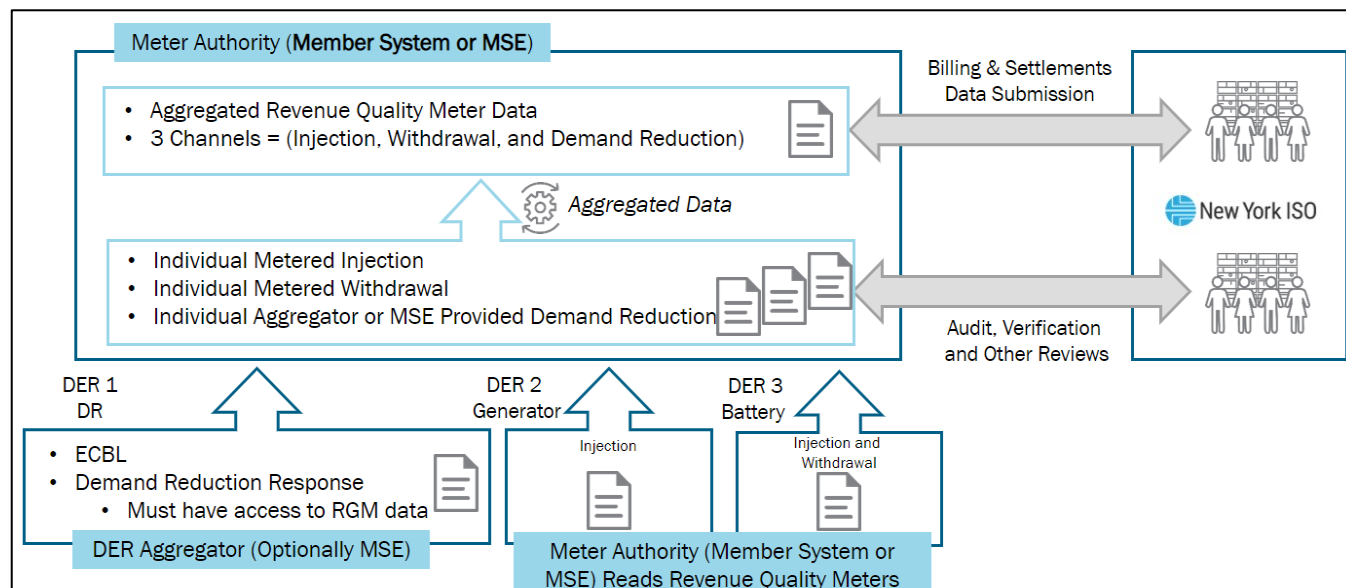 Meter Authority (Member System or MSE)
• Aggregated Revenue Quality Meter Data
• 3 Channels = (Injection, Withdrawal, and Demand Reduction)
Aggregated Data
• Individual Metered Injection
• Individual Metered Withdrawal
• Individual Aggregator or MSE Provided Demand Reduction
Billing & Settlements
Data Submission
New York ISO
Audit, Verification
and Other Reviews
DER 1
DR
• ECBL
• Demand Reduction Response
• Must have access to RGM data
DER Aggregator (Optionally MSE)
DER 2
Generator
Injection
DER 3
Battery
Injection and
Withdrawal
Meter Authority (Member System or
MSE) Reads Revenue Quality Meters